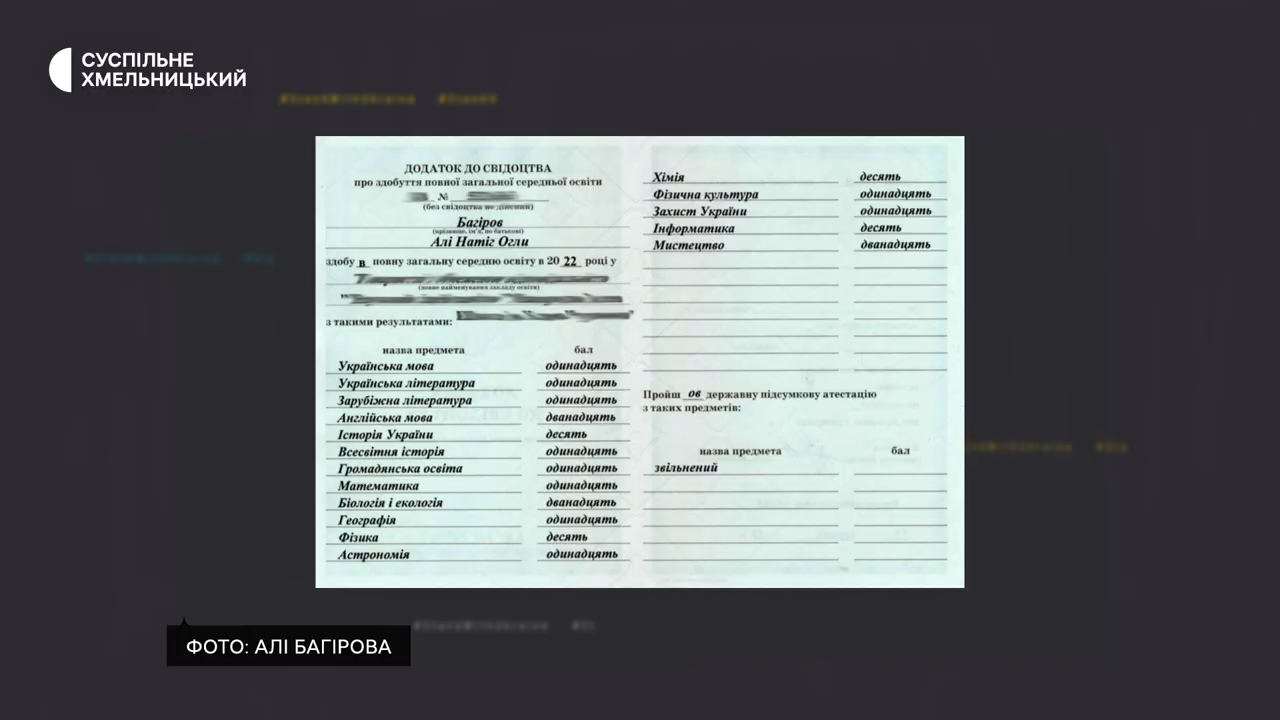 СУСПІЛЬНЕ
ХМЕЛЬНИЦЬКИЙ
ДОДАТОК ДО СВІДОЦТВА
про здобуття повної загальної середньої освіти
№
(без свідоцтва не дійсний)
Багіров
(прізвище, ім'я, по батькові)
Алі Натіг Огли
здобу в повну загальну середню освіту в 20 22 році у
(повне найменування закладу освіти)
з такими результатами:
назва предмета бал
Українська мова одинадцять
Українська література одинадцять
Зарубіжна література одинадцять
Англійська мова дванадцять
Історія України десять
Всесвітня історія одинадцять
Громадянська освіта одинадцять
Математика одинадцять
Біологія і екологія дванадцять
Географія одинадцять
Фізика десять
Астрономія одинадцять
Хімія десять
Фізична культура одинадцять
Захист України одинадцять
Інформатика десять
Мистецтво дванадцять
Пройш ов державну підсумкову атестацію
з таких предметів:
назва предмета бал
звільнений
ФОТО: АЛІ БАГІРОВА